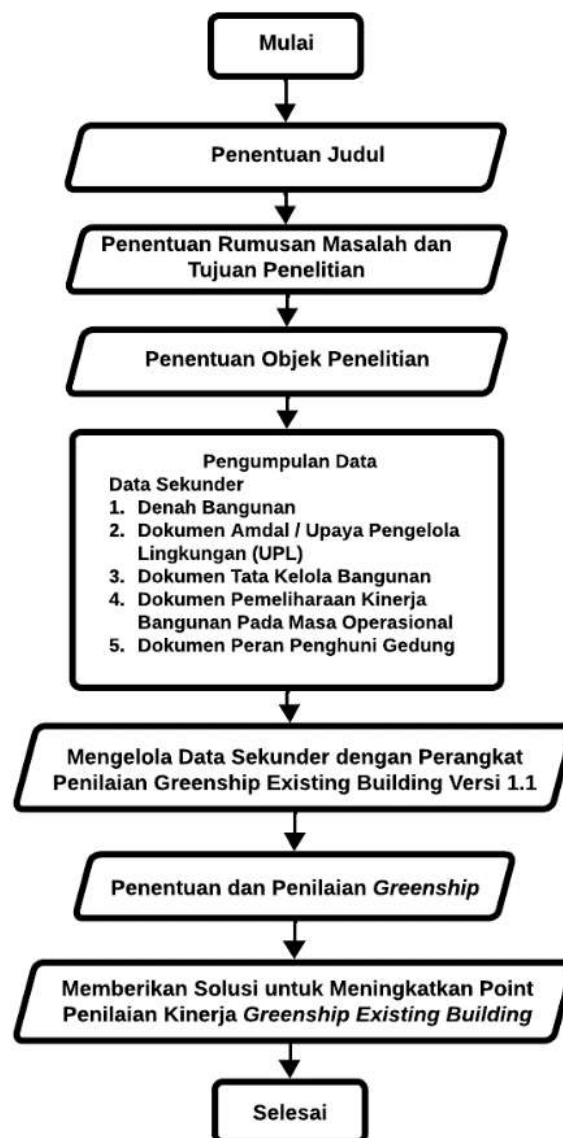 Mulai
Penentuan Judul
Penentuan Rumusan Masalah dan
Tujuan Penelitian
Penentuan Objek Penelitian
Pengumpulan Data
Data Sekunder
1. Denah Bangunan
2. Dokumen Amdal / Upaya Pengelola
Lingkungan (UPL)
3. Dokumen Tata Kelola Bangunan
4. Dokumen Pemeliharaan Kinerja
Bangunan Pada Masa Operasional
5. Dokumen Peran Penghuni Gedung
Mengelola Data Sekunder dengan Perangkat
Penilaian Greenship Existing Building Versi 1.1
Penentuan dan Penilaian Greenship
Memberikan Solusi untuk Meningkatkan Point
Penilaian Kinerja Greenship Existing Building
Selesai